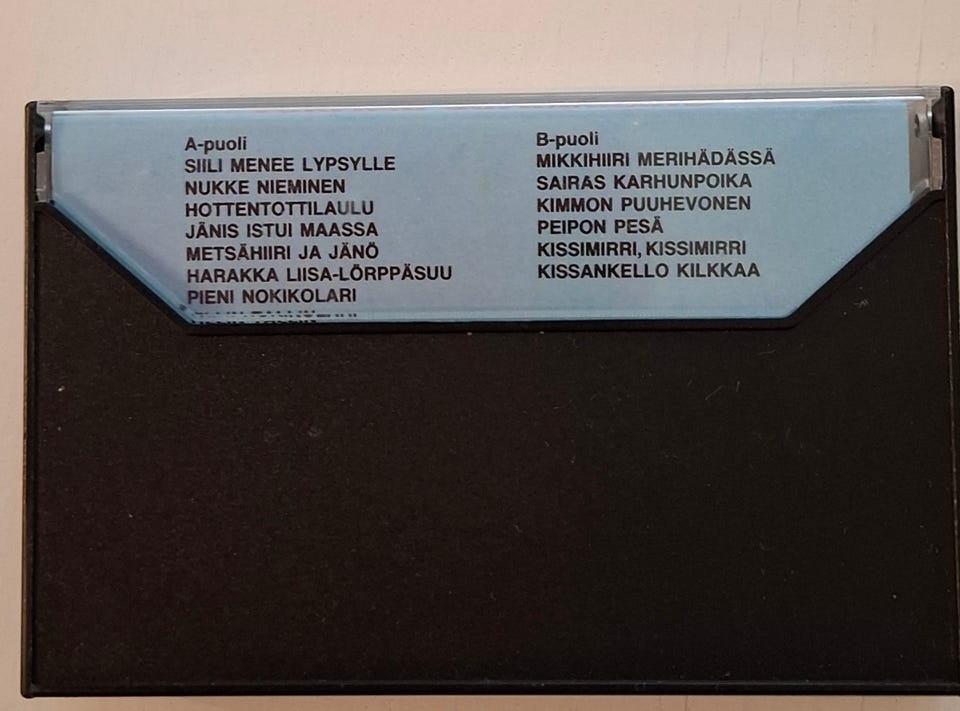 A-puoli
SIILI MENEE LYPSYLLE
NUKKE NIEMINEN
HOTTENTOTTILAULU
JÄNIS ISTUI MAASSA
METSÄHIIRI JA JÄNÖ
HARAKKA LIISA-LÖRPPÄSUU
PIENI NOKIKOLARI
B-puoli
MIKKIHIIRI MERIHÄDÄSSÄ
SAIRAS KARHUNPOIKA
KIMMON PUUHEVONEN
PEIPON PESÄ
KISSIMIRRI, KISSIMIRRI
KISSANKELLO KILKKAA